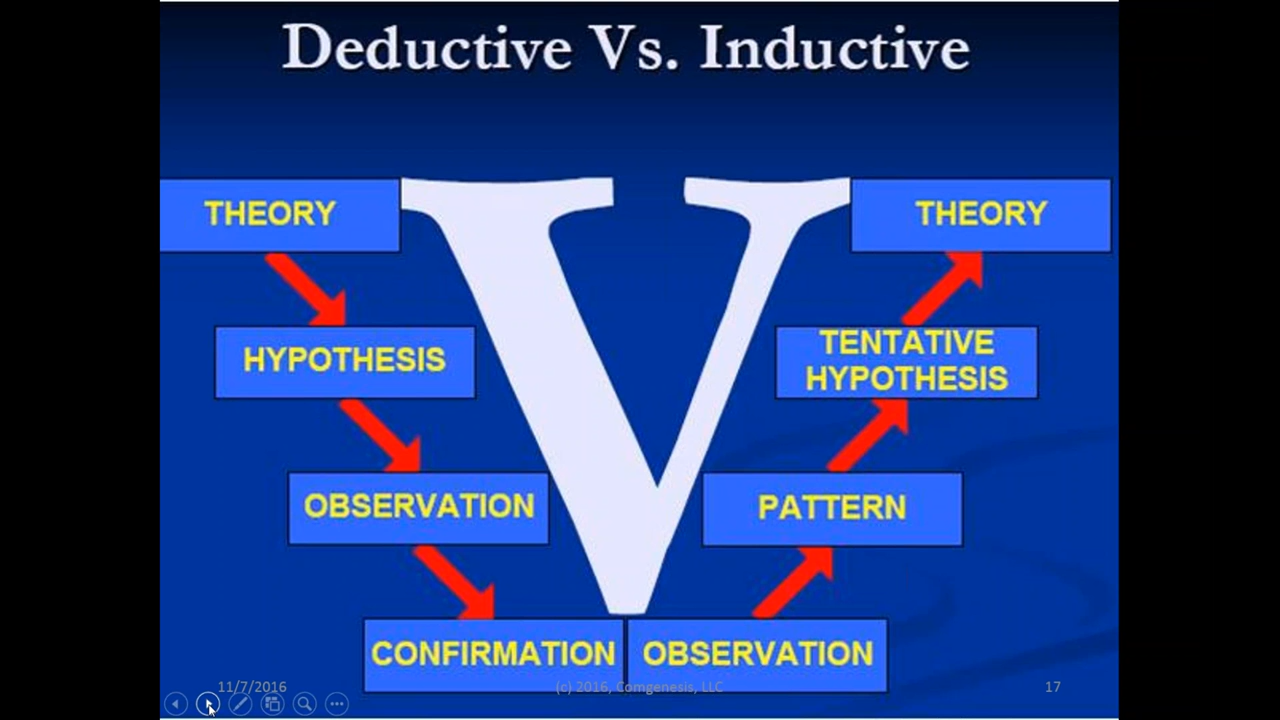 Deductive Vs. Inductive
V
THEORY
THEORY
HYPOTHESIS
TENTATIVE
HYPOTHESIS
OBSERVATION
PATTERN
CONFIRMATION
OBSERVATION
11/7/2016
(c) 2016, Comgenesis, LLC
17